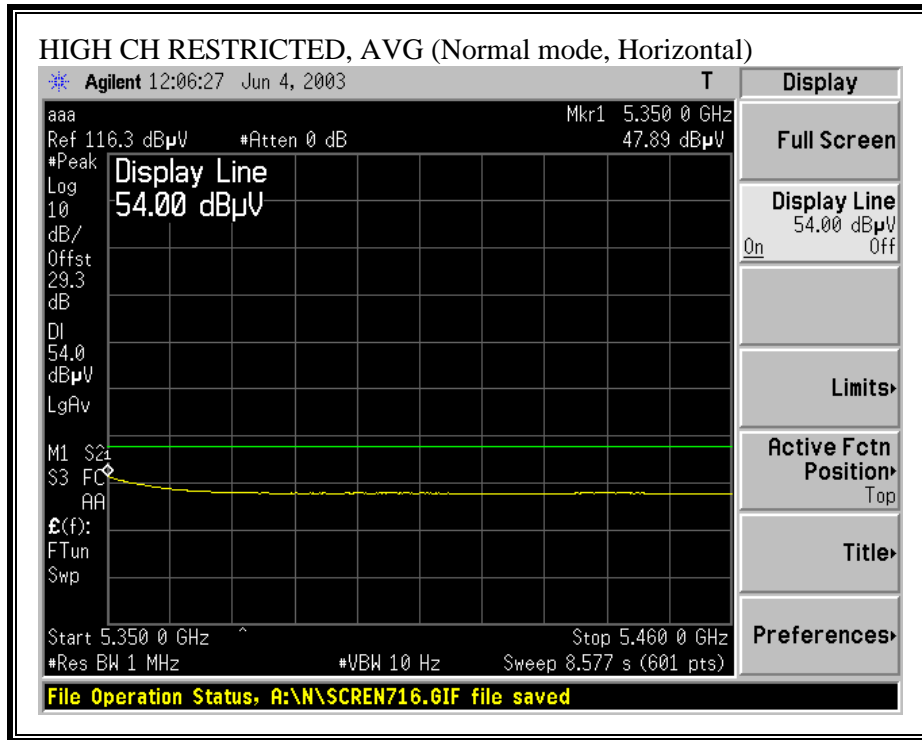 HIGH CH RESTRICTED, AVG (Normal mode, Horizontal)
Agilent 12:06:27 Jun 4, 2003 T
aaa Mkr1 5.350 0 GHz
Ref 116.3 dBµV #Atten 0 dB 47.89 dBµV
#Peak
Log
10
dB/
Offst
29.3
dB
DI
54.0
dBµV
LgAv
M1 S2
S3 FC
AA
£(f):
FTun
Swp
Display Line
54.00 dBµV
1
Start 5.350 0 GHz ^ Stop 5.460 0 GHz
#Res BW 1 MHz #VBW 10 Hz Sweep 8.577 s (601 pts)
File Operation Status, A:\N\SCREN716.GIF file saved
Display
Full Screen
Display Line
54.00 dBµV
On Off
Limits
Active Fctn
Position
Top
Title
Preferences